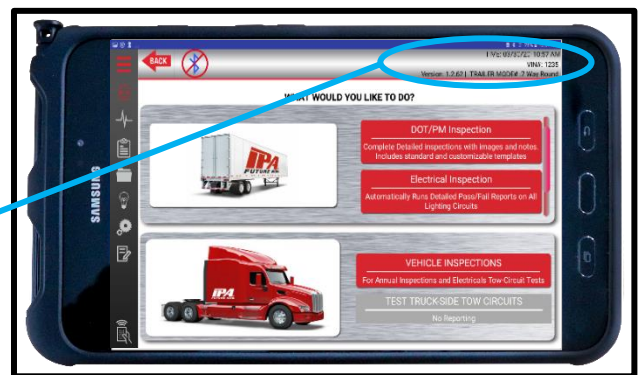 BACK
VIN#: 1235
Version: 1.2.62 | TRAILER MODE#: 7 Way Round
WHAT WOULD YOU LIKE TO DO?
DOT/PM Inspection
Complete Detailed inspections with images and notes.
Includes standard and customizable templates
IPA
Electrical Inspection
Automatically Runs Detailed Pass/Fail Reports on All
Lighting Circuits
SAMSUNG
VEHICLE INSPECTIONS
For Annual Inspections and Electricals Tow Circuit Tests
IPA
TEST TRUCK-SIDE TOW CIRCUITS
No Reporting